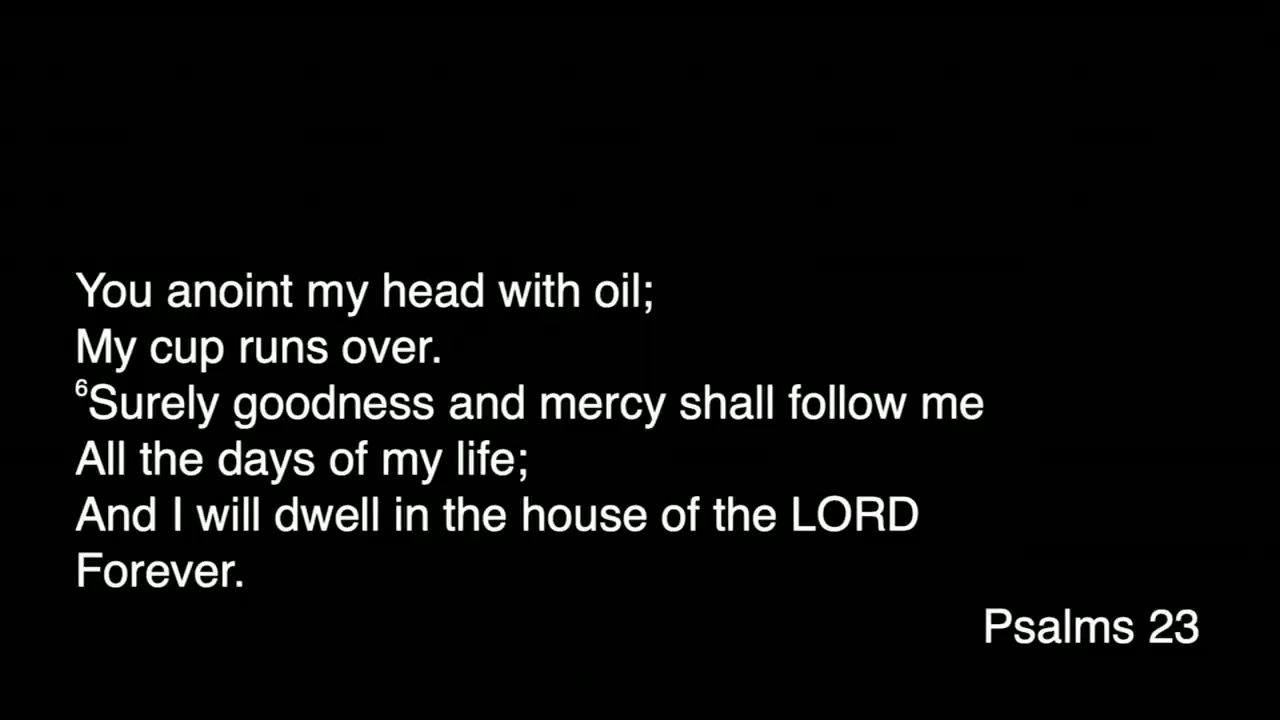 You anoint my head with oil;
My cup runs over.
⁶Surely goodness and mercy shall follow me
All the days of my life;
And I will dwell in the house of the LORD
Forever.
Psalms 23